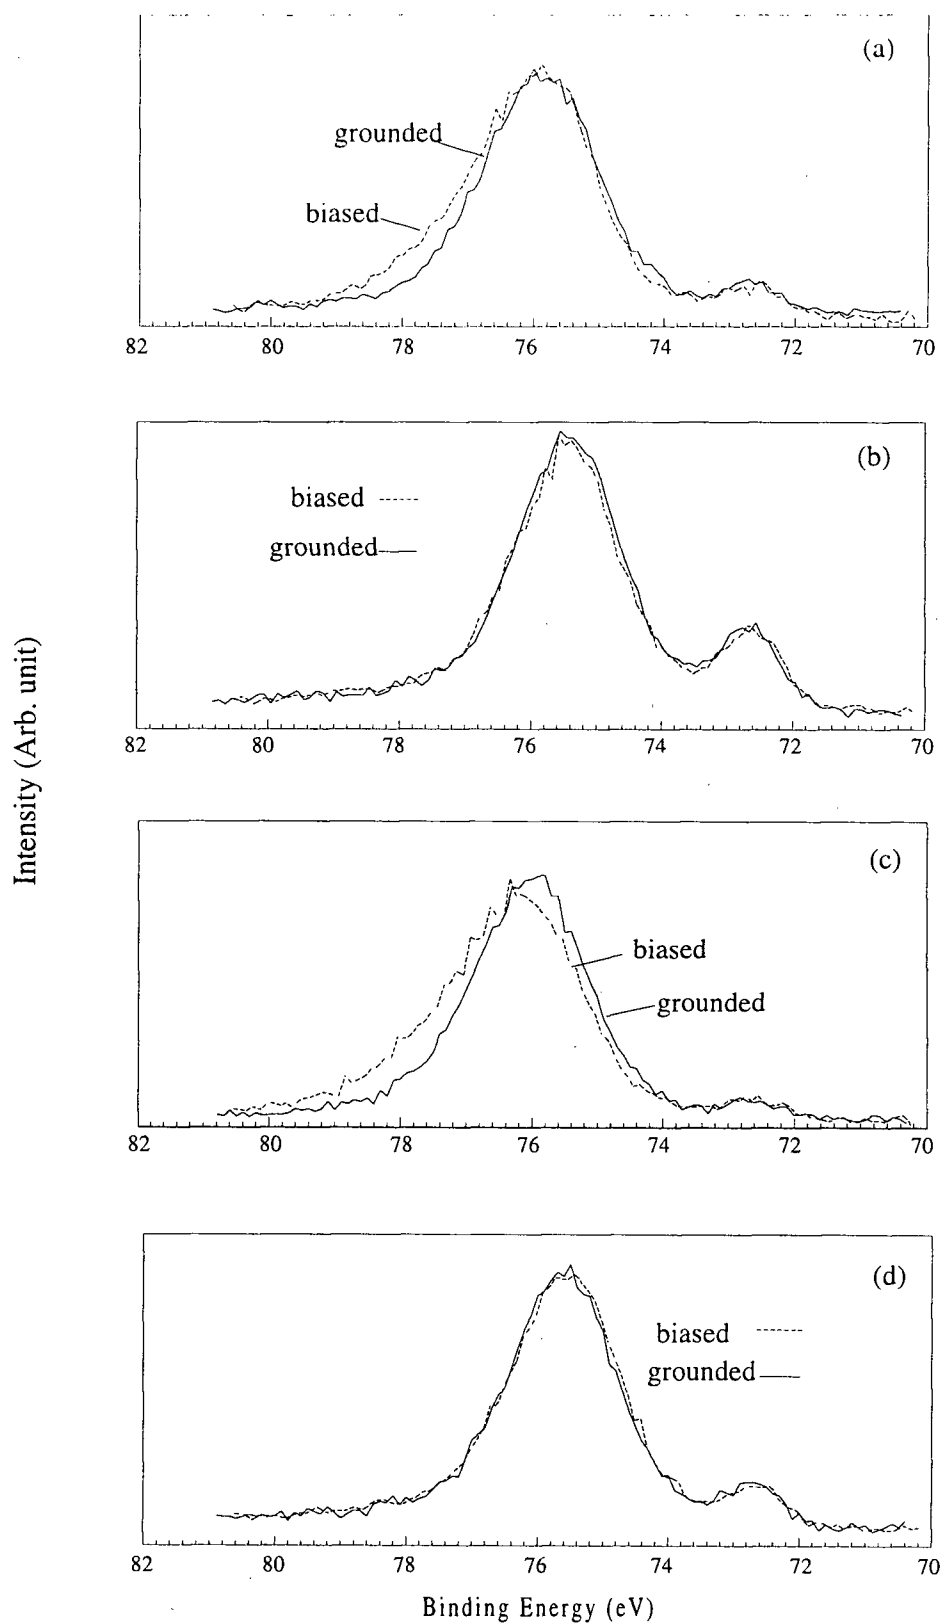 (a)
grounded
biased
82 80 78 76 74 72 70
(b)
biased
grounded
82 80 78 76 74 72 70
Intensity (Arb. unit)
(c)
biased
grounded
82 80 78 76 74 72 70
(d)
biased
grounded
82 80 78 76 74 72 70
Binding Energy (eV)